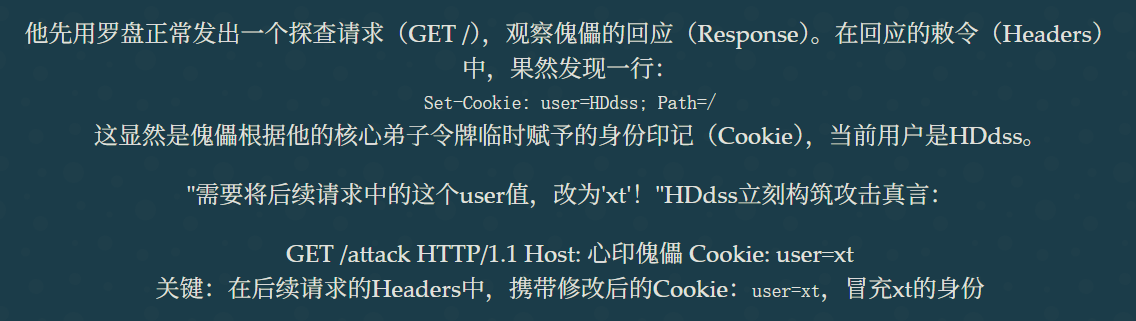 他先用罗盘正常发出一个探查请求（GET /），观察傀儡的回应（Response）。在回应的敕令（Headers）
中，果然发现一行：
Set-Cookie: user=HDdss; Path=/
这显然是傀儡根据他的核心弟子令牌临时赋予的身份印记（Cookie），当前用户是HDdss。
"需要将后续请求中的这个user值，改为'xt'！"HDdss立刻构筑攻击真言：
GET /attack HTTP/1.1 Host: 心印傀儡 Cookie: user=xt
关键：在后续请求的Headers中，携带修改后的Cookie：user=xt，冒充xt的身份